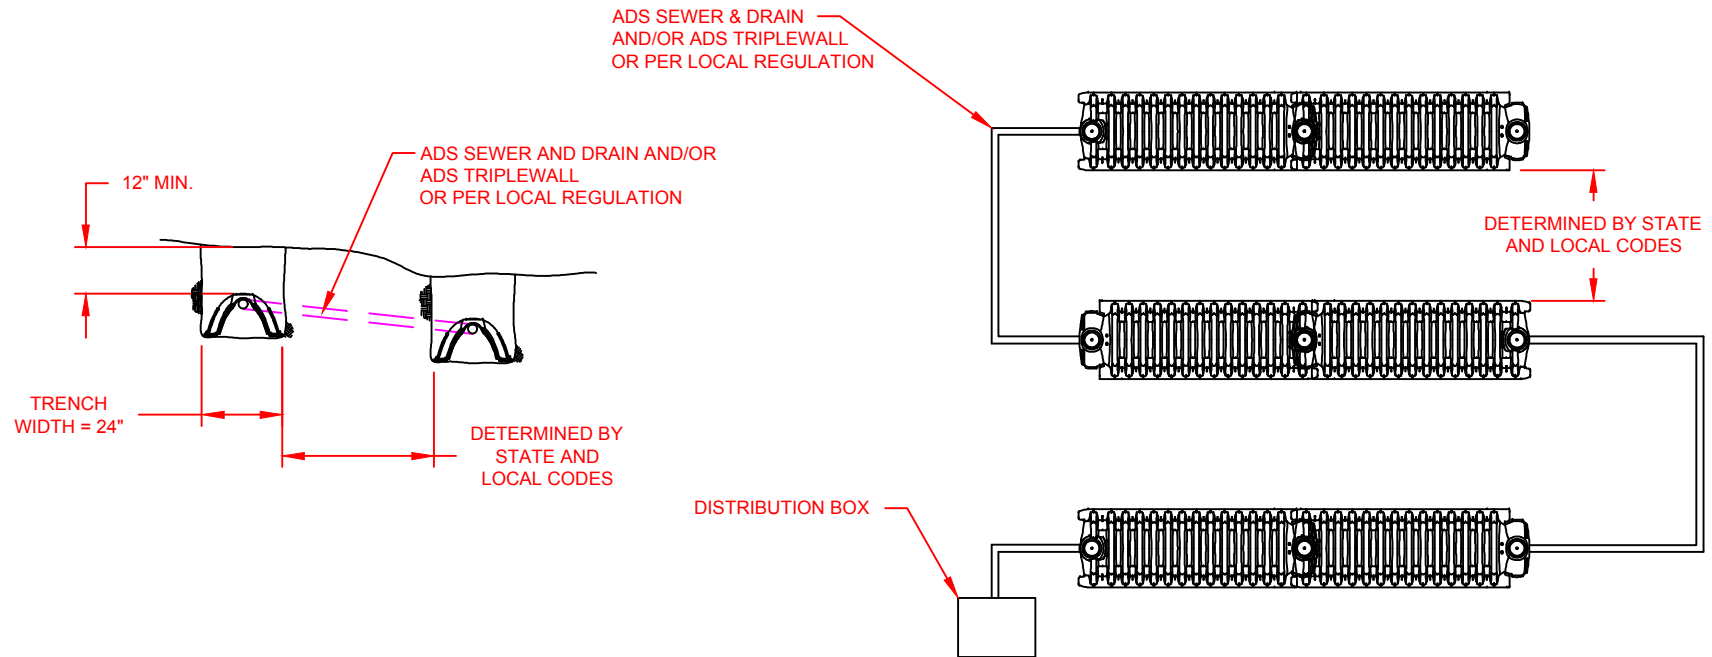 ADS SEWER & DRAIN
AND/OR ADS TRIPLEWALL
OR PER LOCAL REGULATION
ADS SEWER AND DRAIN AND/OR
ADS TRIPLEWALL
OR PER LOCAL REGULATION
12" MIN.
DETERMINED BY STATE
AND LOCAL CODES
TRENCH
WIDTH = 24"
DETERMINED BY
STATE AND
LOCAL CODES
DISTRIBUTION BOX